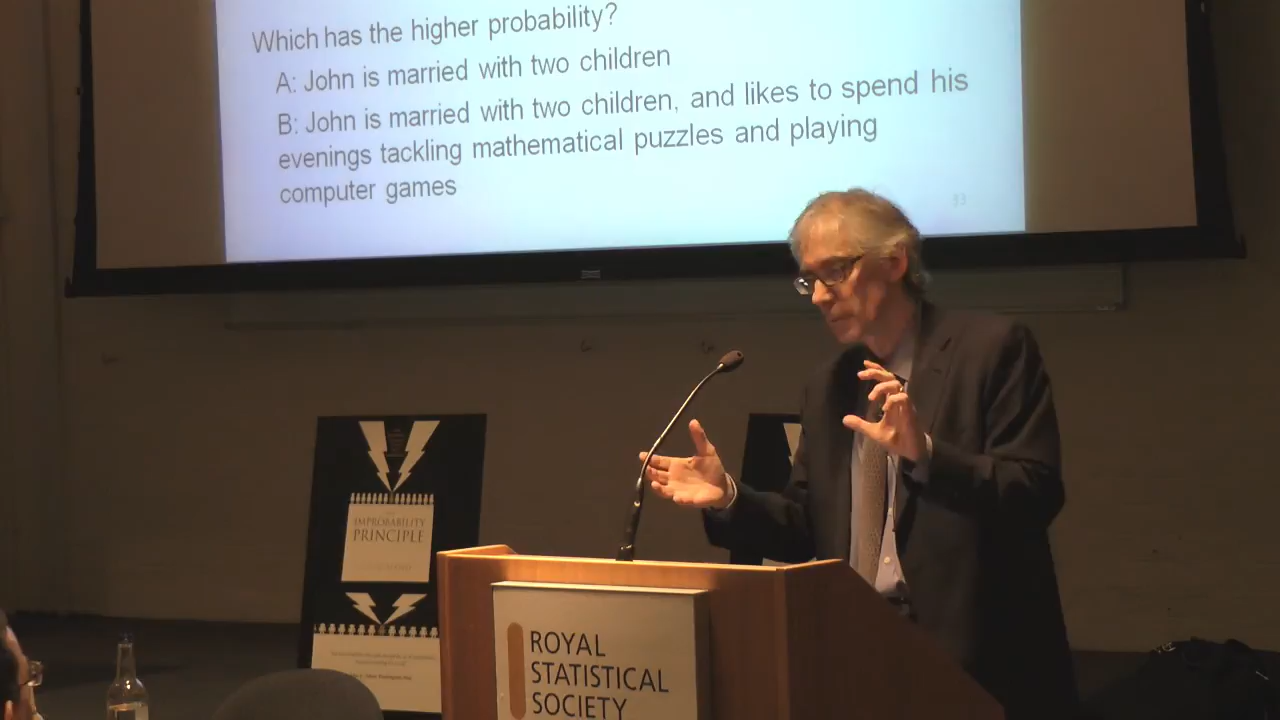 Which has the higher probability?
A: John is married with two children
B: John is married with two children, and likes to spend his
evenings tackling mathematical puzzles and playing
computer games
33
IMPROBABILITY
PRINCIPLE
ROYAL
STATISTICAL
SOCIETY